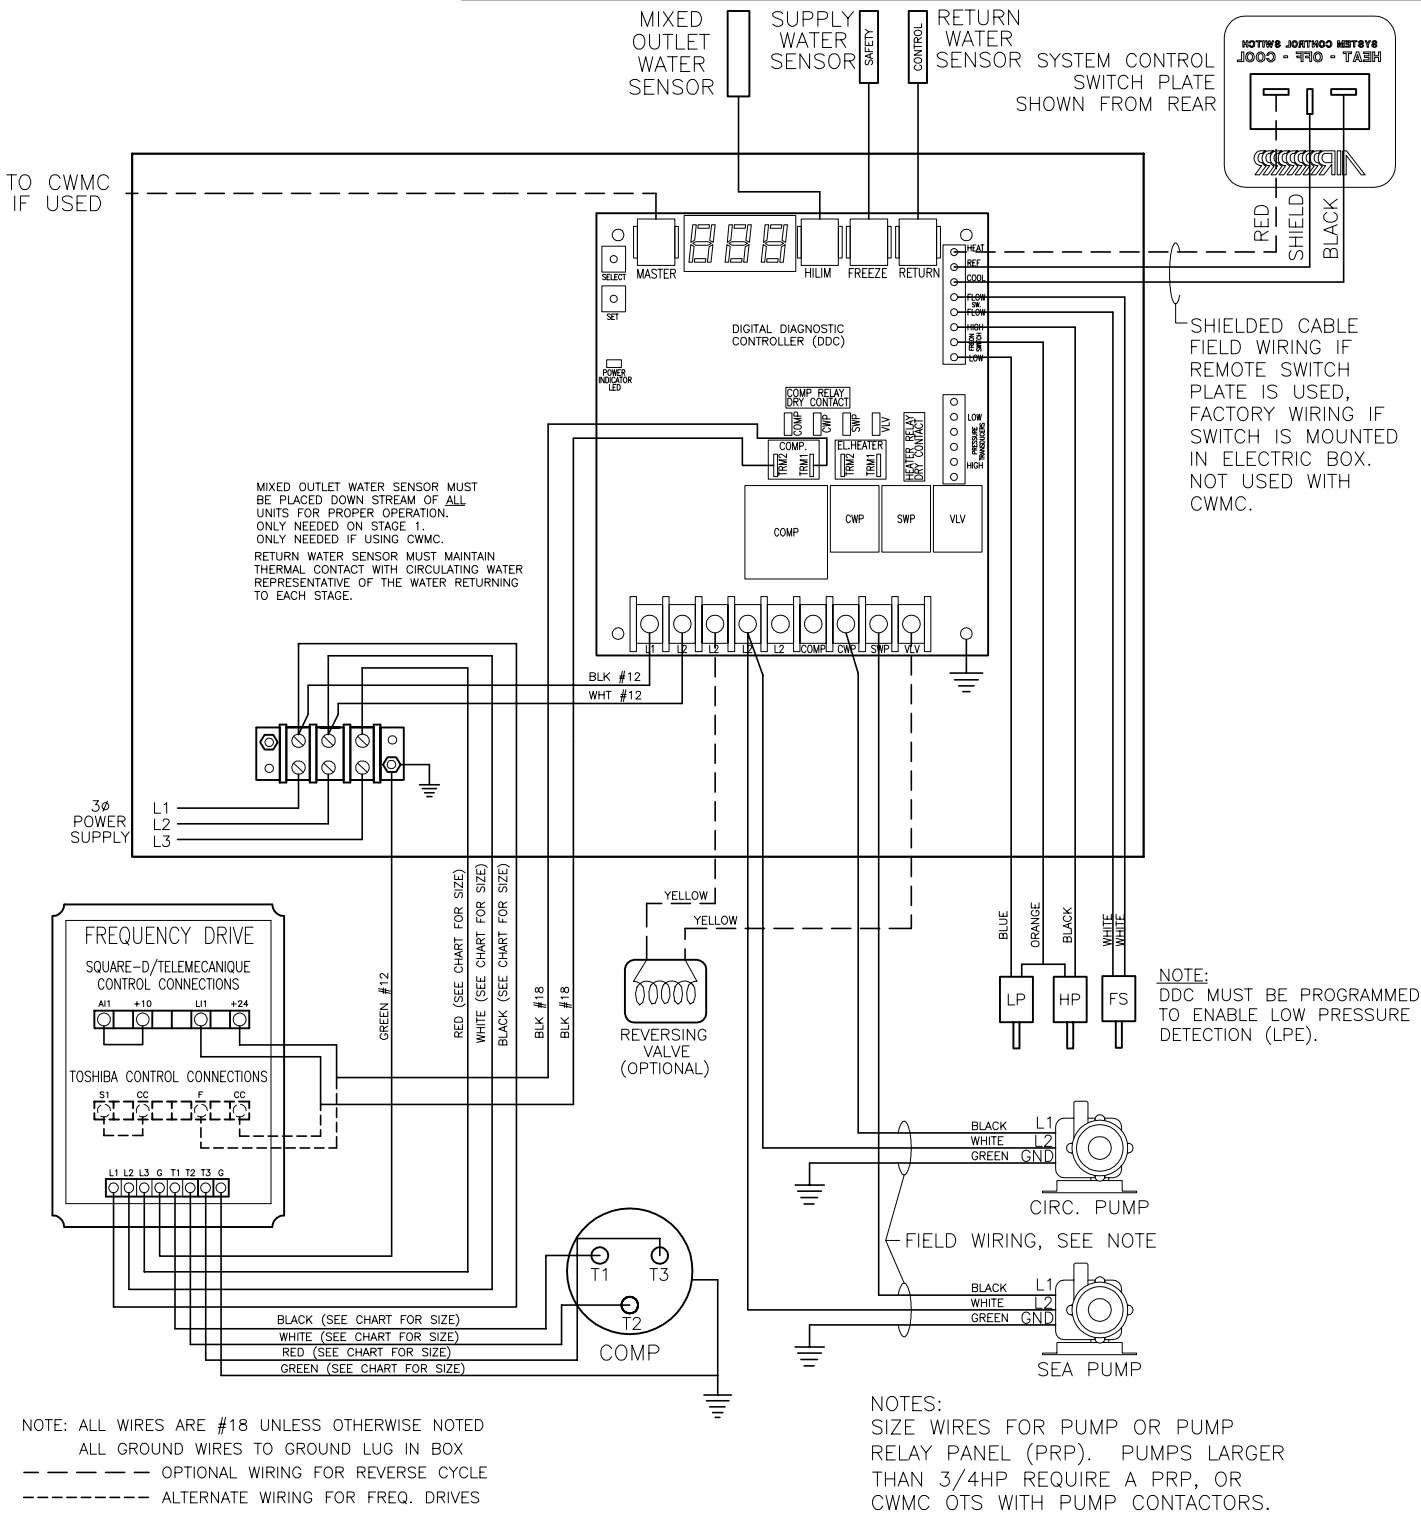 MIXED
OUTLET
WATER
SENSOR
SUPPLY
WATER
SENSOR
SAFETY
CONTROL
RETURN
WATER
SENSOR
SYSTEM CONTROL
SWITCH PLATE
SHOWN FROM REAR
SYSTEM CONTROL SWITCH
HEAT - OFF - COOL
RED
SHIELD
BLACK
TO CWMC
IF USED
MASTER
HILIM
FREEZE
RETURN
SELECT
SET
POWER
INDICATOR
LED
DIGITAL DIAGNOSTIC
CONTROLLER (DDC)
HEAT
REF
COOL
FLOW
SW.
FLOW
HIGH
FREON
SWITCH
LOW
COMP RELAY
DRY CONTACT
COMP
CWP
SWP
VLV
COMP.
TRM2
TRM1
EL.HEATER
TRM2
TRM1
HEATER RELAY
DRY CONTACT
LOW
PRESSURE
TRANSDUCERS
HIGH
COMP
CWP
SWP
VLV
L1
L2
L2
L2
L2
COMP
CWP
SWP
VLV
SHIELDED CABLE
FIELD WIRING IF
REMOTE SWITCH
PLATE IS USED,
FACTORY WIRING IF
SWITCH IS MOUNTED
IN ELECTRIC BOX.
NOT USED WITH
CWMC.
MIXED OUTLET WATER SENSOR MUST
BE PLACED DOWN STREAM OF ALL
UNITS FOR PROPER OPERATION.
ONLY NEEDED ON STAGE 1.
ONLY NEEDED IF USING CWMC.
RETURN WATER SENSOR MUST MAINTAIN
THERMAL CONTACT WITH CIRCULATING WATER
REPRESENTATIVE OF THE WATER RETURNING
TO EACH STAGE.
BLK #12
WHT #12
3ø
POWER
SUPPLY
L1
L2
L3
GREEN #12
RED (SEE CHART FOR SIZE)
WHITE (SEE CHART FOR SIZE)
BLACK (SEE CHART FOR SIZE)
BLK #18
BLK #18
YELLOW
YELLOW
REVERSING
VALVE
(OPTIONAL)
BLUE
ORANGE
BLACK
WHITE
WHITE
LP
HP
FS
NOTE:
DDC MUST BE PROGRAMMED
TO ENABLE LOW PRESSURE
DETECTION (LPE).
FREQUENCY DRIVE
SQUARE-D/TELEMECANIQUE
CONTROL CONNECTIONS
AI1
+10
LI1
+24
TOSHIBA CONTROL CONNECTIONS
S1
CC
F
CC
L1 L2 L3 G T1 T2 T3 G
BLACK L1
WHITE L2
GREEN GND
CIRC. PUMP
FIELD WIRING, SEE NOTE
BLACK L1
WHITE L2
GREEN GND
SEA PUMP
T1
T3
T2
COMP
BLACK (SEE CHART FOR SIZE)
WHITE (SEE CHART FOR SIZE)
RED (SEE CHART FOR SIZE)
GREEN (SEE CHART FOR SIZE)
NOTE: ALL WIRES ARE #18 UNLESS OTHERWISE NOTED
ALL GROUND WIRES TO GROUND LUG IN BOX
OPTIONAL WIRING FOR REVERSE CYCLE
ALTERNATE WIRING FOR FREQ. DRIVES
NOTES:
SIZE WIRES FOR PUMP OR PUMP
RELAY PANEL (PRP). PUMPS LARGER
THAN 3/4HP REQUIRE A PRP, OR
CWMC OTS WITH PUMP CONTACTORS.